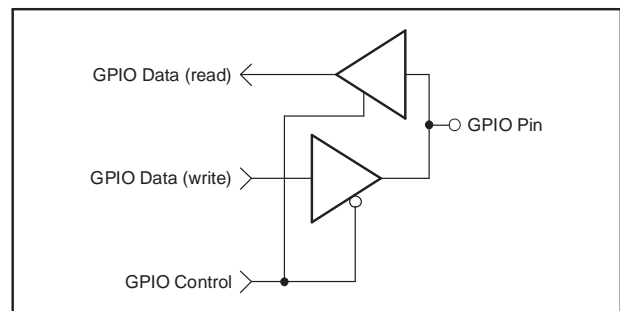 GPIO Data (read)
GPIO Pin
GPIO Data (write)
GPIO Control